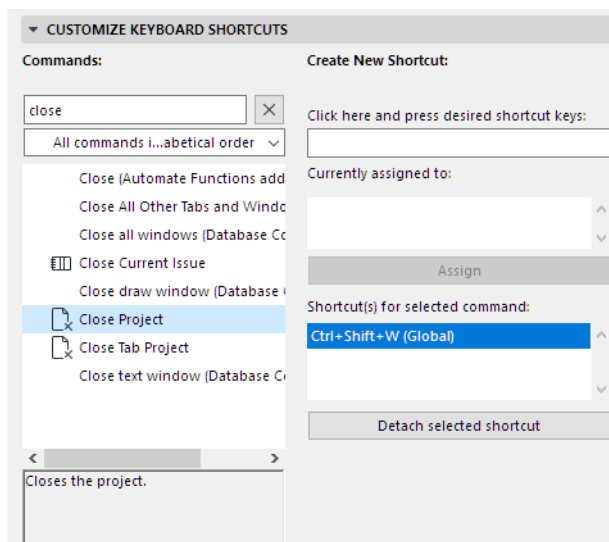 CUSTOMIZE KEYBOARD SHORTCUTS
Commands:
close
All commands i...abetical order
Close (Automate Functions add
Close All Other Tabs and Windo
Close all windows (Database Co
Close Current Issue
Close draw window (Database
Close Project
Close Tab Project
Close text window (Database Co
Closes the project.
Create New Shortcut:
Click here and press desired shortcut keys:
Currently assigned to:
Assign
Shortcut(s) for selected command:
Ctrl+Shift+W (Global)
Detach selected shortcut